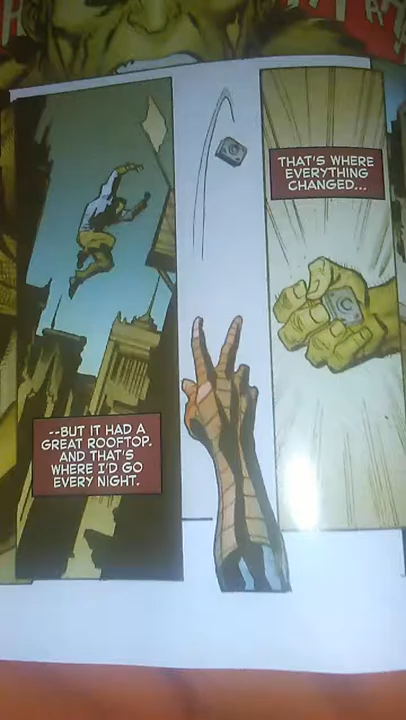 --BUT IT HAD A
GREAT ROOFTOP.
AND THAT'S
WHERE I'D GO
EVERY NIGHT.
THAT'S WHERE
EVERYTHING
CHANGED...